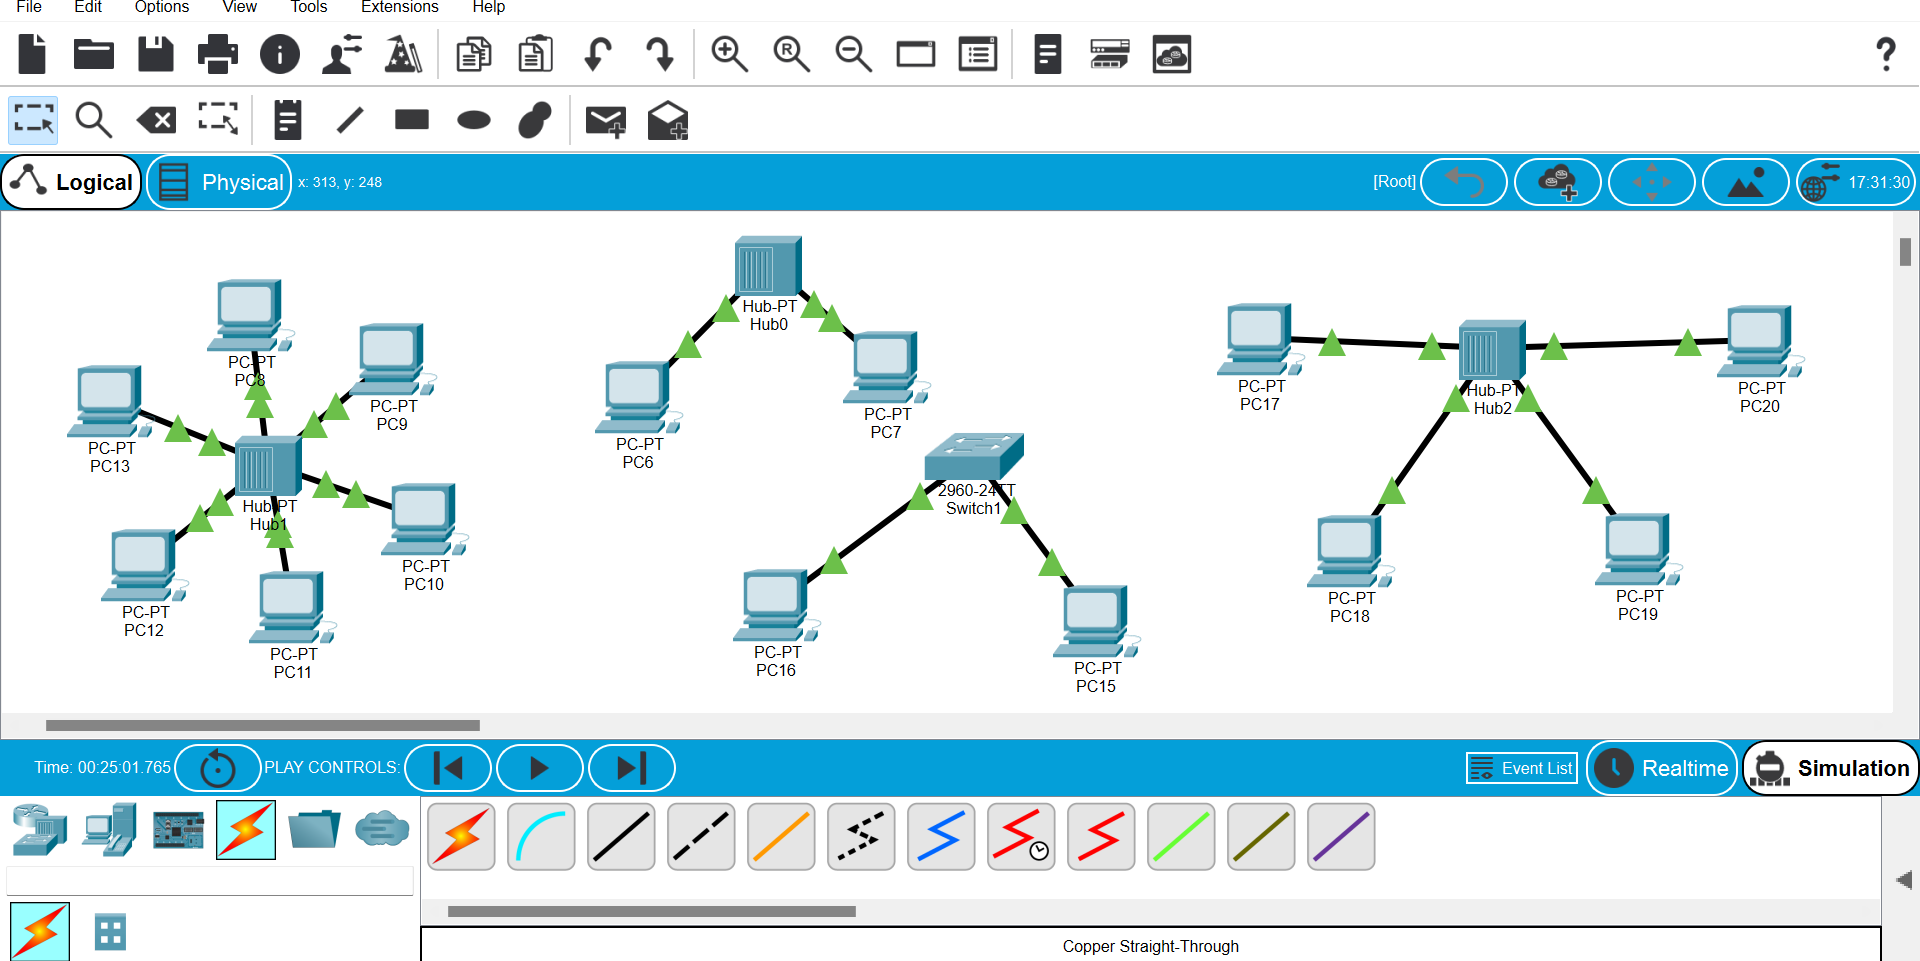 File Edit Options View Tools Extensions Help
R
?
Logical Physical x: 313, y: 248 [Root] 17:31:30
PC-PT
PC8
PC-PT
PC9
PC-PT
PC13
Hub-PT
Hub1
PC-PT
PC10
PC-PT
PC12
PC-PT
PC11
Hub-PT
Hub0
PC-PT
PC6
PC-PT
PC7
2960-24TT
Switch1
PC-PT
PC16
PC-PT
PC15
PC-PT
PC17
Hub-PT
Hub2
PC-PT
PC20
PC-PT
PC18
PC-PT
PC19
Time: 00:25:01.765 PLAY CONTROLS: Event List Realtime Simulation
Copper Straight-Through